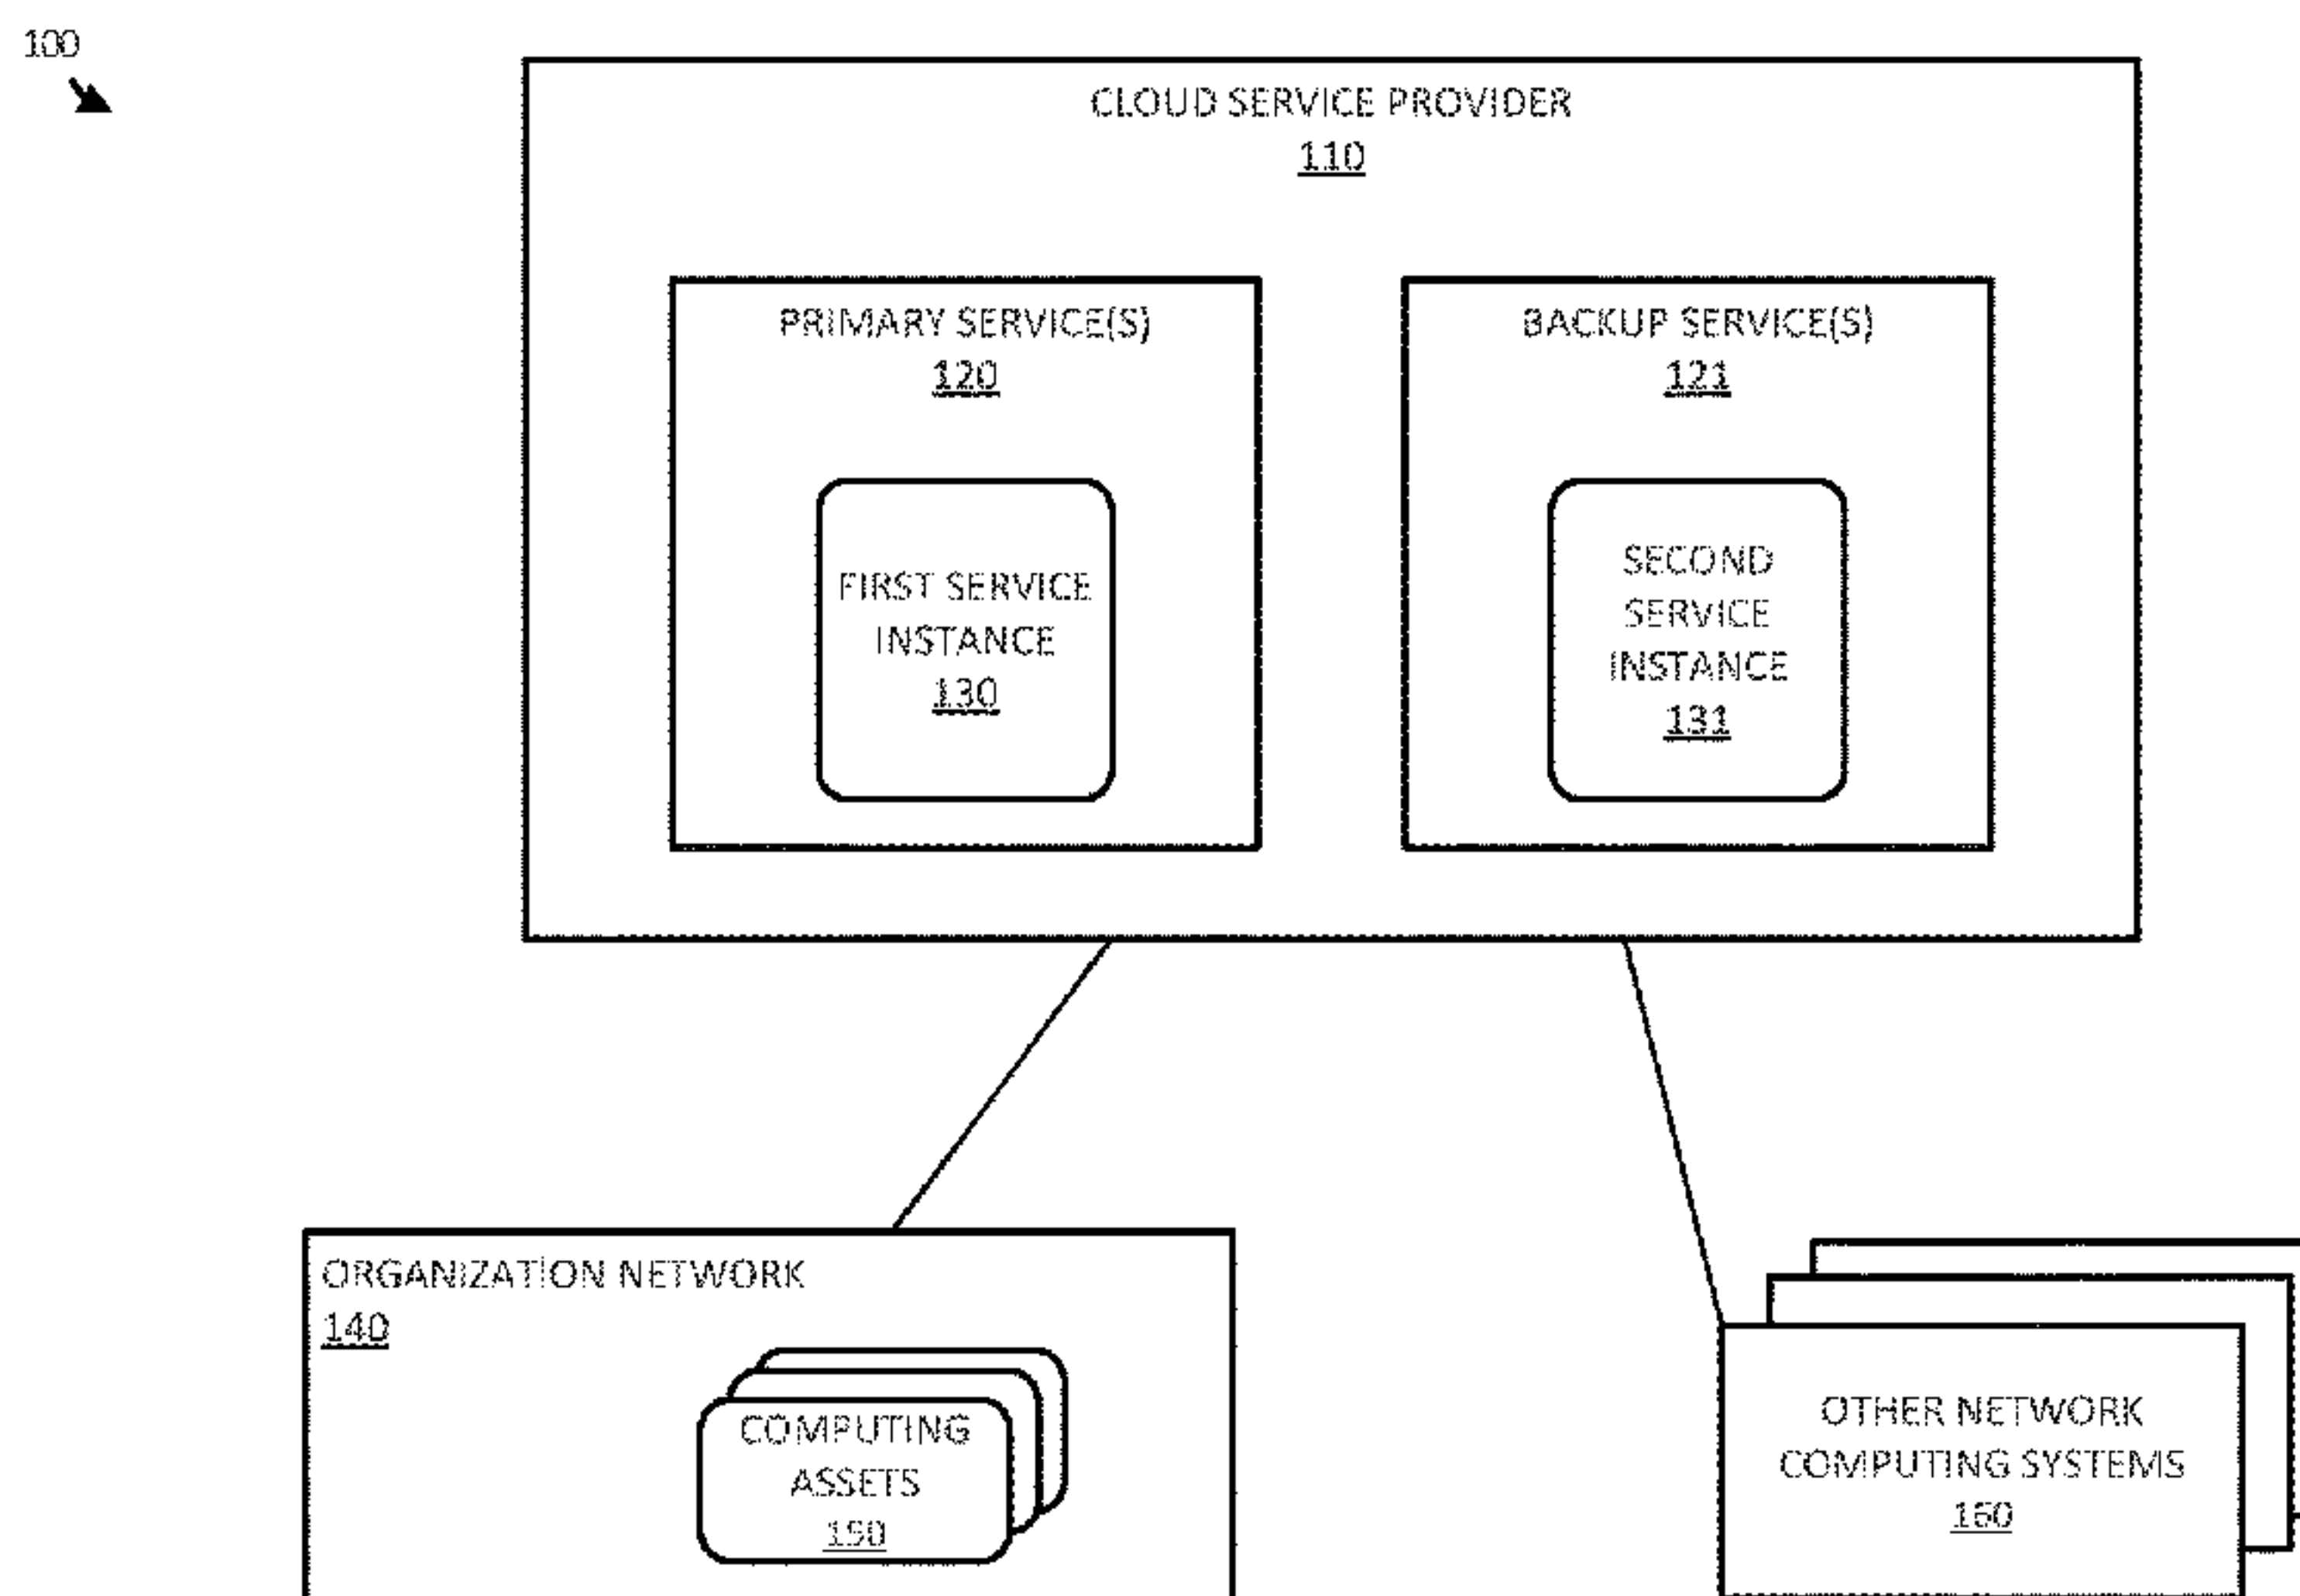 100
CLOUD SERVICE PROVIDER
110
PRIMARY SERVICE(S)
120
BACKUP SERVICE(S)
121
FIRST SERVICE
INSTANCE
130
SECOND
SERVICE
INSTANCE
131
ORGANIZATION NETWORK
140
COMPUTING
ASSETS
150
OTHER NETWORK
COMPUTING SYSTEMS
160